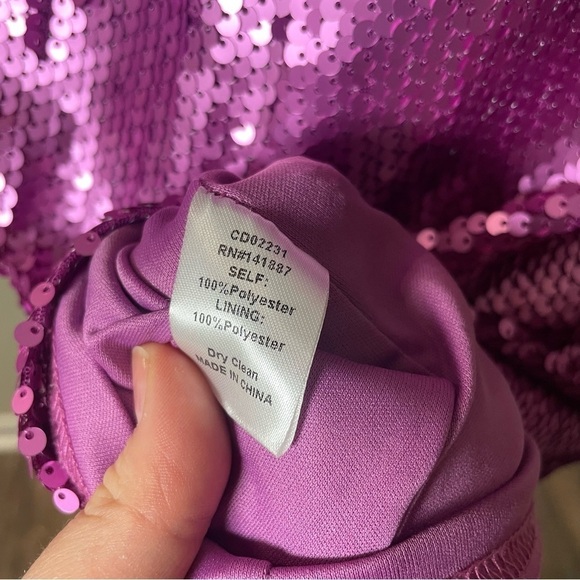 CD02231
RN#141887
SELF:
100%Polyester
LINING:
100%Polyester
Dry Clean
MADE IN CHINA